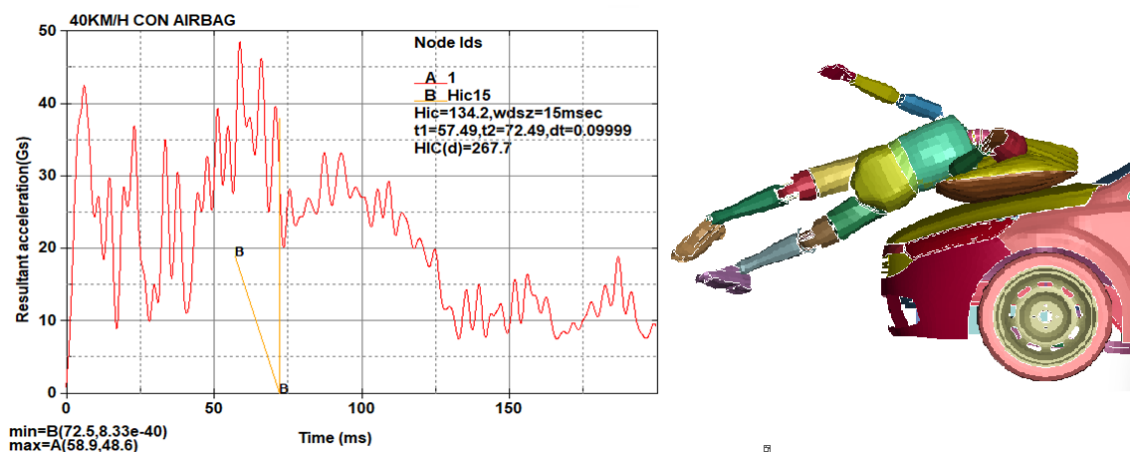 40KM/H CON AIRBAG
50
40
30
20
10
0
Resultant acceleration(Gs)
Node Ids
A 1
B Hic15
Hic=134.2,wdsz=15msec
t1=57.49,t2=72.49,dt=0.09999
HIC(d)=267.7
B
B
0
50
100
150
Time (ms)
min=B(72.5,8.33e-40)
max=A(58.9,48.6)